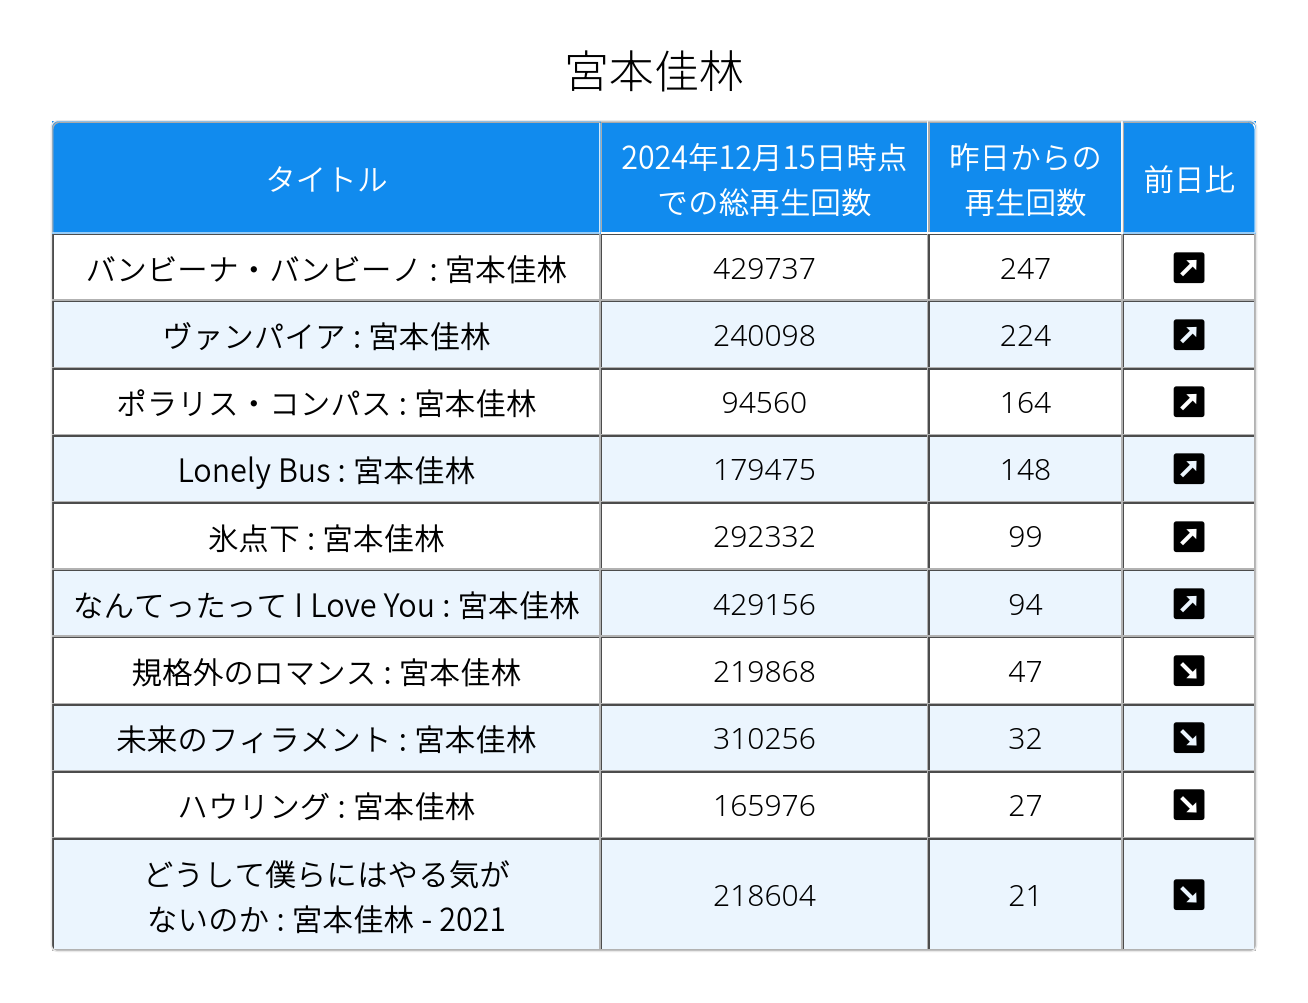 宮本佳林
タイトル
2024年12月15日時点
での総再生回数
昨日からの
再生回数
前日比
バンビーナ・バンビーノ : 宮本佳林
429737
247
ヴァンパイア : 宮本佳林
240098
224
ポラリス・コンパス : 宮本佳林
94560
164
Lonely Bus : 宮本佳林
179475
148
氷点下 : 宮本佳林
292332
99
なんてったって I Love You : 宮本佳林
429156
94
規格外のロマンス : 宮本佳林
219868
47
未来のフィラメント : 宮本佳林
310256
32
ハウリング : 宮本佳林
165976
27
どうして僕らにはやる気が
ないのか : 宮本佳林 - 2021
218604
21